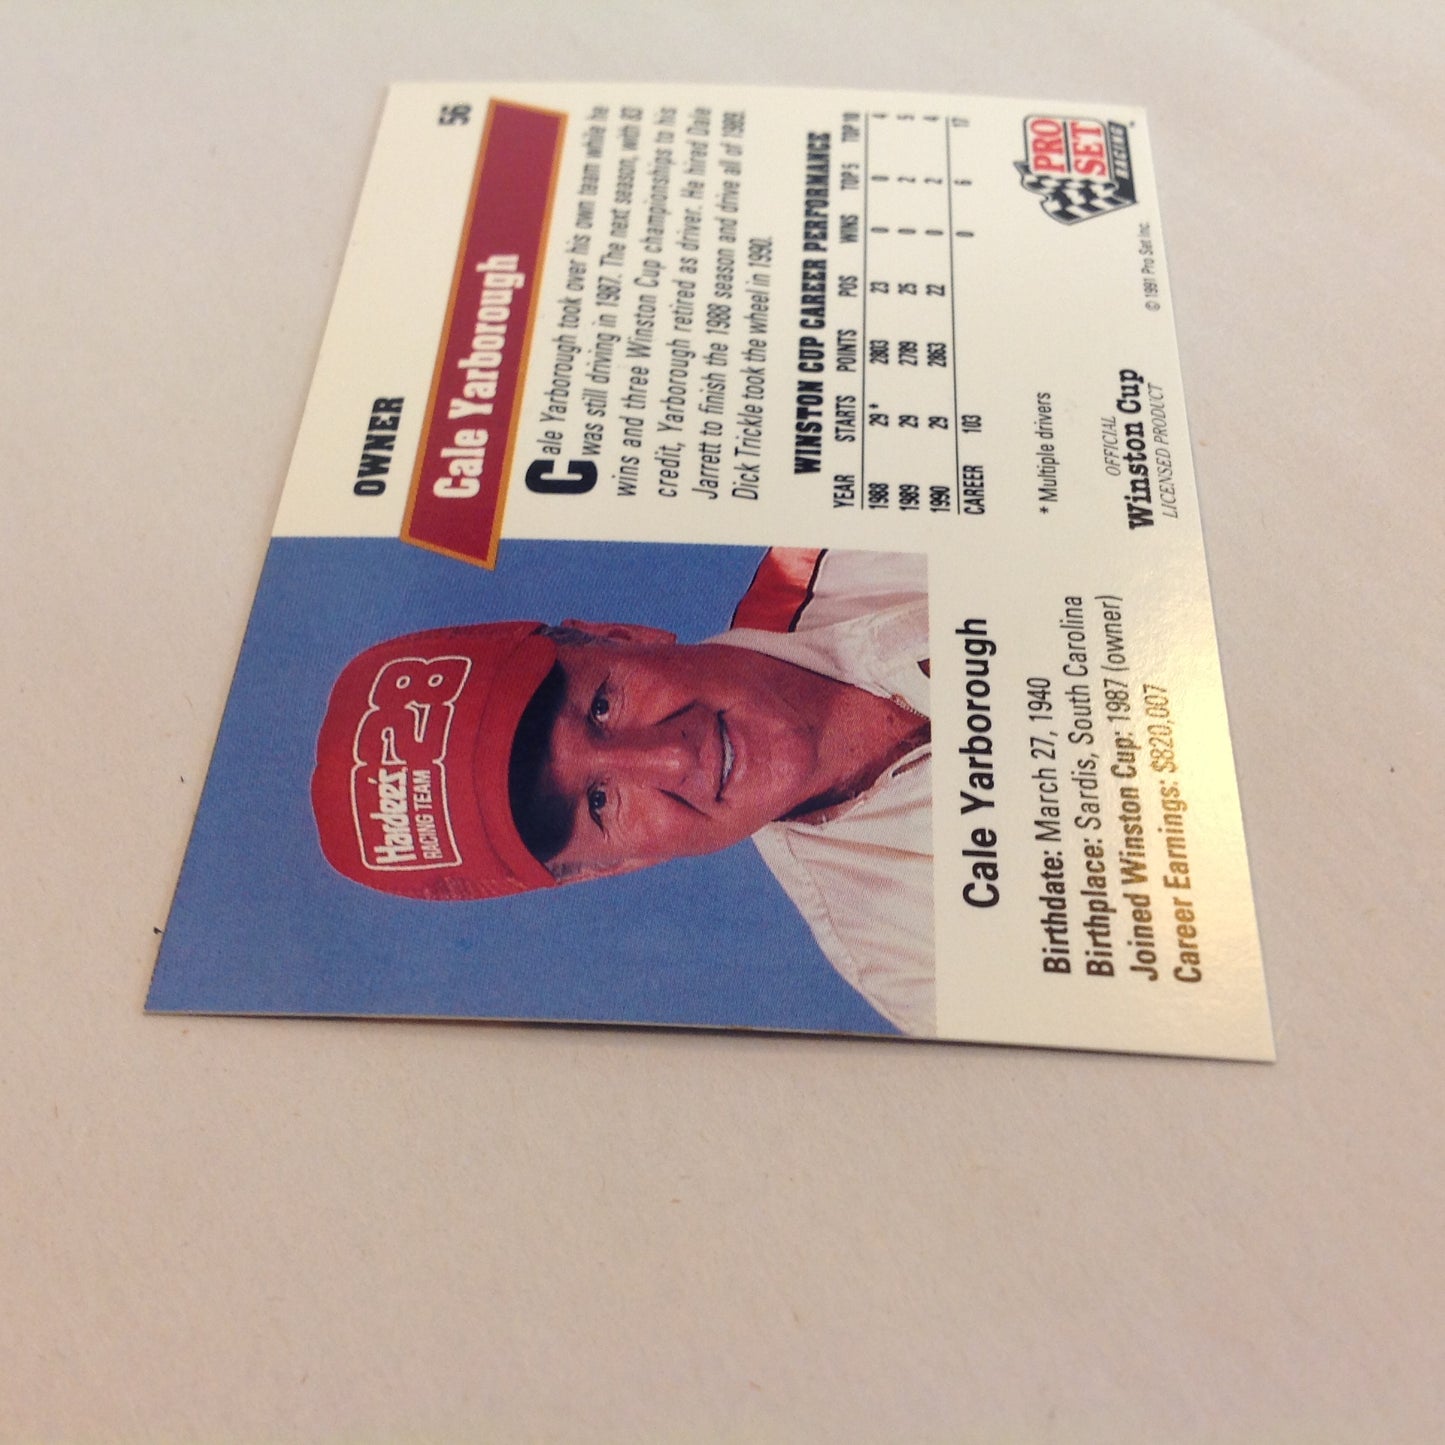 56
OWNER
Cale Yarborough
Cale Yarborough took over his own team while he
was still driving in 1987. The next season, with 83
wins and three Winston Cup championships to his
credit, Yarborough retired as driver. He hired Dale
Jarrett to finish the 1988 season and drive all of 1989.
Dick Trickle took the wheel in 1990.
WINSTON CUP CAREER PERFORMANCE
YEAR STARTS POINTS POS WINS TOP 5 TOP 10
1988 29* 2803 23 0 0 4
1989 29 2789 25 0 2 5
1990 29 2863 22 0 2 4
CAREER 103 0 6 17
* Multiple drivers
OFFICIAL
Winston Cup
LICENSED PRODUCT
PRO
SET
RACING
™
© 1991 Pro Set Inc.
Hardee's 28
RACING TEAM
Cale Yarborough
Birthdate: March 27, 1940
Birthplace: Sardis, South Carolina
Joined Winston Cup: 1987 (owner)
Career Earnings: $820,007